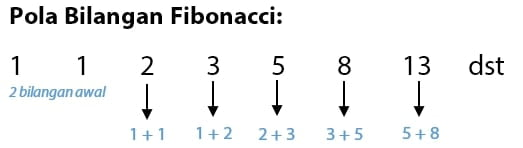 Pola Bilangan Fibonacci:
1 1 2 3 5 8 13 dst
2 bilangan awal
1 + 1 1 + 2 2 + 3 3 + 5 5 + 8